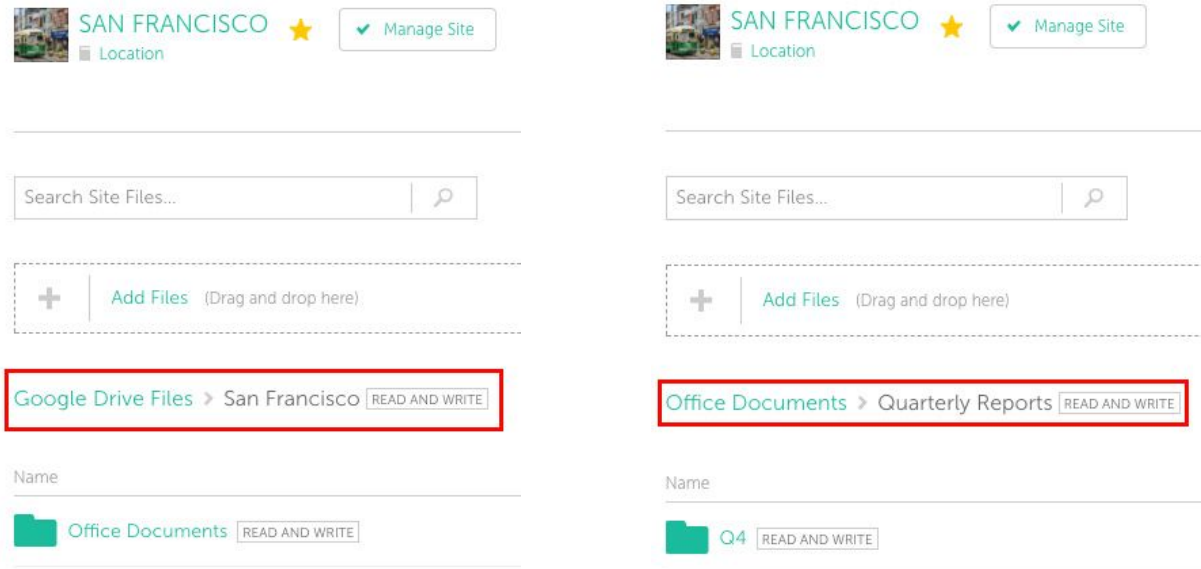 SAN FRANCISCO
Manage Site
Location
Search Site Files...
Add Files (Drag and drop here)
Google Drive Files > San Francisco READ AND WRITE
Name
Office Documents READ AND WRITE
SAN FRANCISCO
Manage Site
Location
Search Site Files...
Add Files (Drag and drop here)
Office Documents > Quarterly Reports READ AND WRITE
Name
Q4 READ AND WRITE